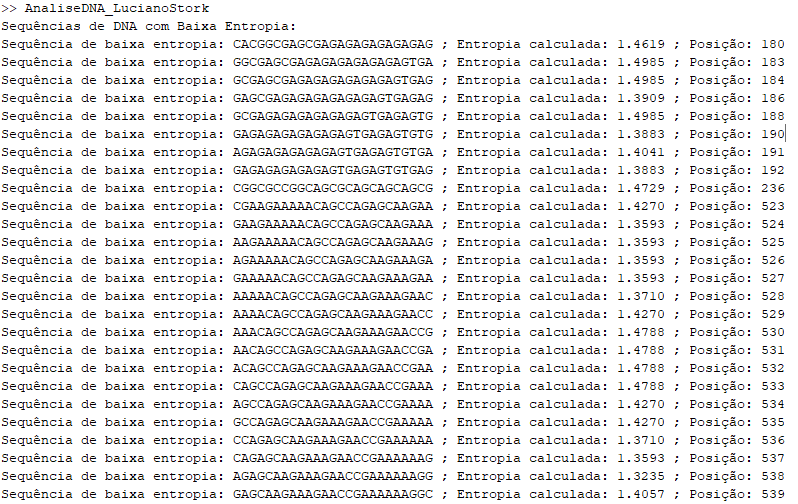 >> AnaliseDNA_LucianoStork
Sequências de DNA com Baixa Entropia:
Sequência de baixa entropia: CACGGCGAGCGAGAGAGAGAGAGAG ; Entropia calculada: 1.4619 ; Posição: 180
Sequência de baixa entropia: GGCGAGCGAGAGAGAGAGAGAGTGA ; Entropia calculada: 1.4985 ; Posição: 183
Sequência de baixa entropia: GCGAGCGAGAGAGAGAGAGAGTGAG ; Entropia calculada: 1.4985 ; Posição: 184
Sequência de baixa entropia: GAGCGAGAGAGAGAGAGAGTGAGAG ; Entropia calculada: 1.3909 ; Posição: 186
Sequência de baixa entropia: GCGAGAGAGAGAGAGAGTGAGAGTG ; Entropia calculada: 1.4985 ; Posição: 188
Sequência de baixa entropia: GAGAGAGAGAGAGAGTGAGAGTGTG ; Entropia calculada: 1.3883 ; Posição: 190
Sequência de baixa entropia: AGAGAGAGAGAGAGTGAGAGTGTGA ; Entropia calculada: 1.4041 ; Posição: 191
Sequência de baixa entropia: GAGAGAGAGAGAGTGAGAGTGTGAG ; Entropia calculada: 1.3883 ; Posição: 192
Sequência de baixa entropia: CGGCGCCGGCAGCGCAGCAGCAGCG ; Entropia calculada: 1.4729 ; Posição: 236
Sequência de baixa entropia: CGAAGAAAAACAGCCAGAGCAAGAA ; Entropia calculada: 1.4270 ; Posição: 523
Sequência de baixa entropia: GAAGAAAAACAGCCAGAGCAAGAAA ; Entropia calculada: 1.3593 ; Posição: 524
Sequência de baixa entropia: AAGAAAAACAGCCAGAGCAAGAAAG ; Entropia calculada: 1.3593 ; Posição: 525
Sequência de baixa entropia: AGAAAAACAGCCAGAGCAAGAAAGA ; Entropia calculada: 1.3593 ; Posição: 526
Sequência de baixa entropia: GAAAAACAGCCAGAGCAAGAAAGAA ; Entropia calculada: 1.3593 ; Posição: 527
Sequência de baixa entropia: AAAAACAGCCAGAGCAAGAAAGAAC ; Entropia calculada: 1.3710 ; Posição: 528
Sequência de baixa entropia: AAAACAGCCAGAGCAAGAAAGAACC ; Entropia calculada: 1.4270 ; Posição: 529
Sequência de baixa entropia: AAACAGCCAGAGCAAGAAAGAACCG ; Entropia calculada: 1.4788 ; Posição: 530
Sequência de baixa entropia: AACAGCCAGAGCAAGAAAGAACCGA ; Entropia calculada: 1.4788 ; Posição: 531
Sequência de baixa entropia: ACAGCCAGAGCAAGAAAGAACCGAA ; Entropia calculada: 1.4788 ; Posição: 532
Sequência de baixa entropia: CAGCCAGAGCAAGAAAGAACCGAAA ; Entropia calculada: 1.4788 ; Posição: 533
Sequência de baixa entropia: AGCCAGAGCAAGAAAGAACCGAAAA ; Entropia calculada: 1.4270 ; Posição: 534
Sequência de baixa entropia: GCCAGAGCAAGAAAGAACCGAAAAA ; Entropia calculada: 1.4270 ; Posição: 535
Sequência de baixa entropia: CCAGAGCAAGAAAGAACCGAAAAAA ; Entropia calculada: 1.3710 ; Posição: 536
Sequência de baixa entropia: CAGAGCAAGAAAGAACCGAAAAAAG ; Entropia calculada: 1.3593 ; Posição: 537
Sequência de baixa entropia: AGAGCAAGAAAGAACCGAAAAAAGG ; Entropia calculada: 1.3235 ; Posição: 538
Sequência de baixa entropia: GAGCAAGAAAGAACCGAAAAAAGGC ; Entropia calculada: 1.4057 ; Posição: 539